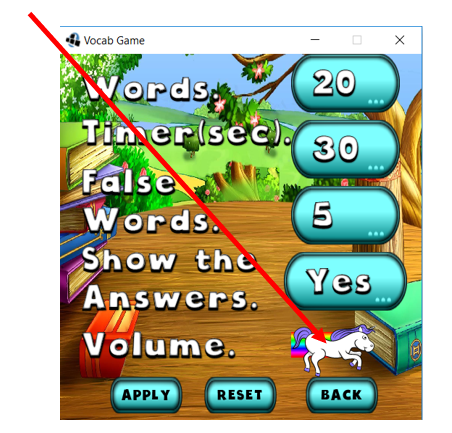 Vocab Game
Words. 20
Timer(sec). 30
False
Words. 5
Show the
Answers. Yes
Volume.
APPLY RESET BACK